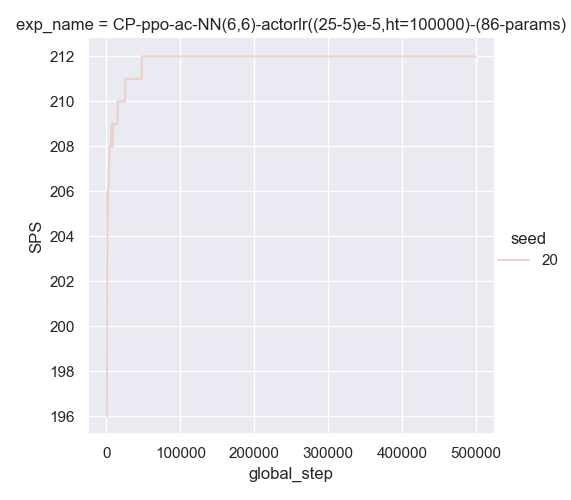 exp_name = CP-ppo-ac-NN(6,6)-actorlr((25-5)e-5,ht=100000)-(86-params)
212
210
208
206
204
202
200
198
196
SPS
0 100000 200000 300000 400000 500000
global_step
seed
20